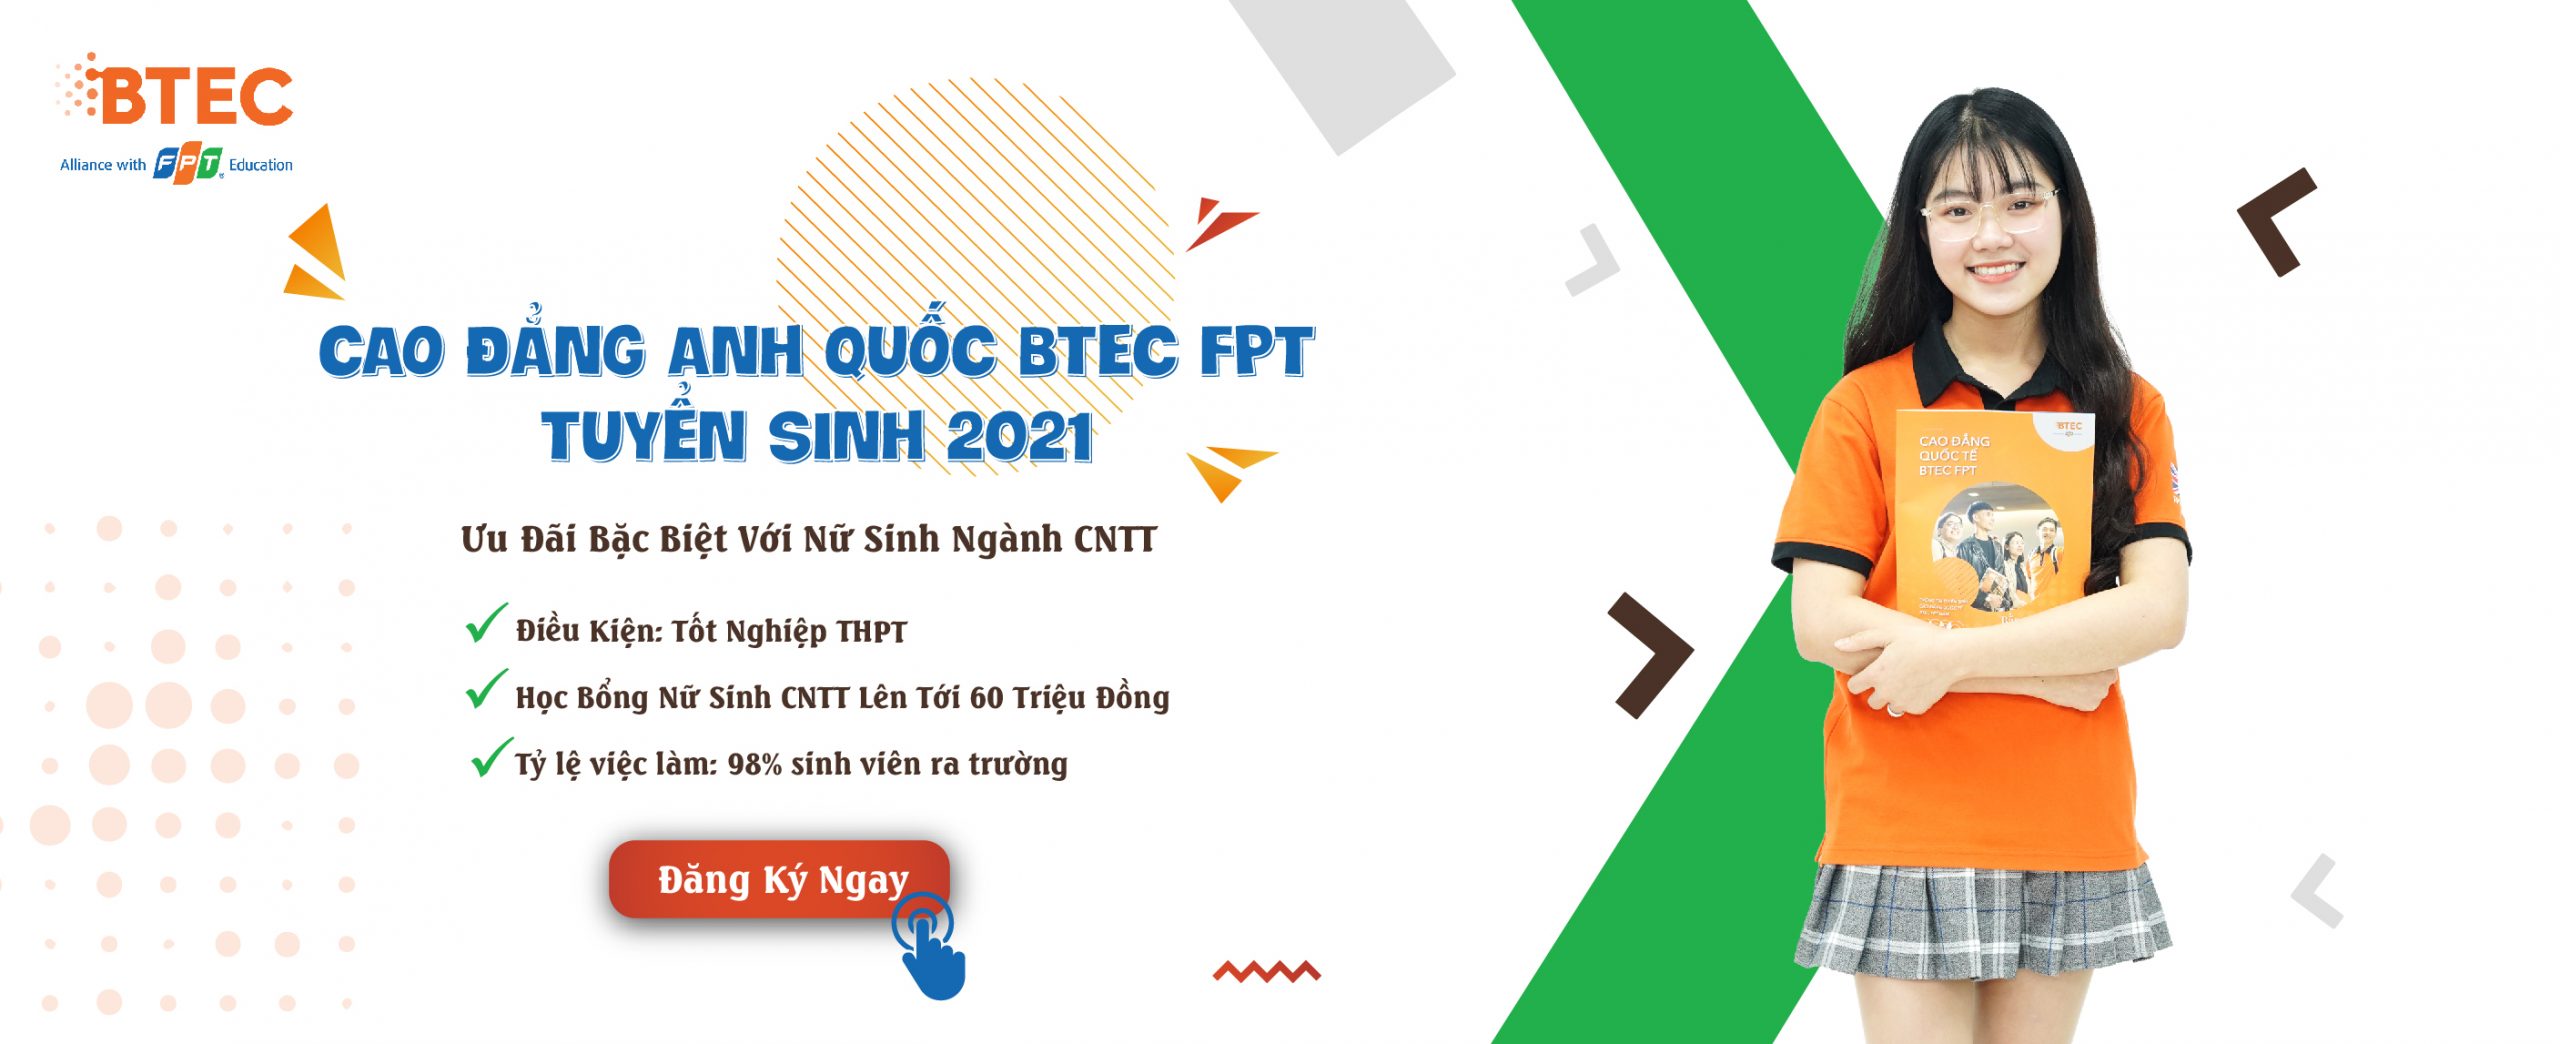 BTEC
Alliance with FPT Education
CAO ĐẲNG ANH QUỐC BTEC FPT
TUYỂN SINH 2021
Ưu Đãi Bặc Biệt Với Nữ Sinh Ngành CNTT
Điều Kiện: Tốt Nghiệp THPT
Học Bổng Nữ Sinh CNTT Lên Tới 60 Triệu Đồng
Tỷ lệ việc làm: 98% sinh viên ra trường
Đăng Ký Ngay
BTEC
CAO ĐẲNG
QUỐC TẾ
BTEC FPT